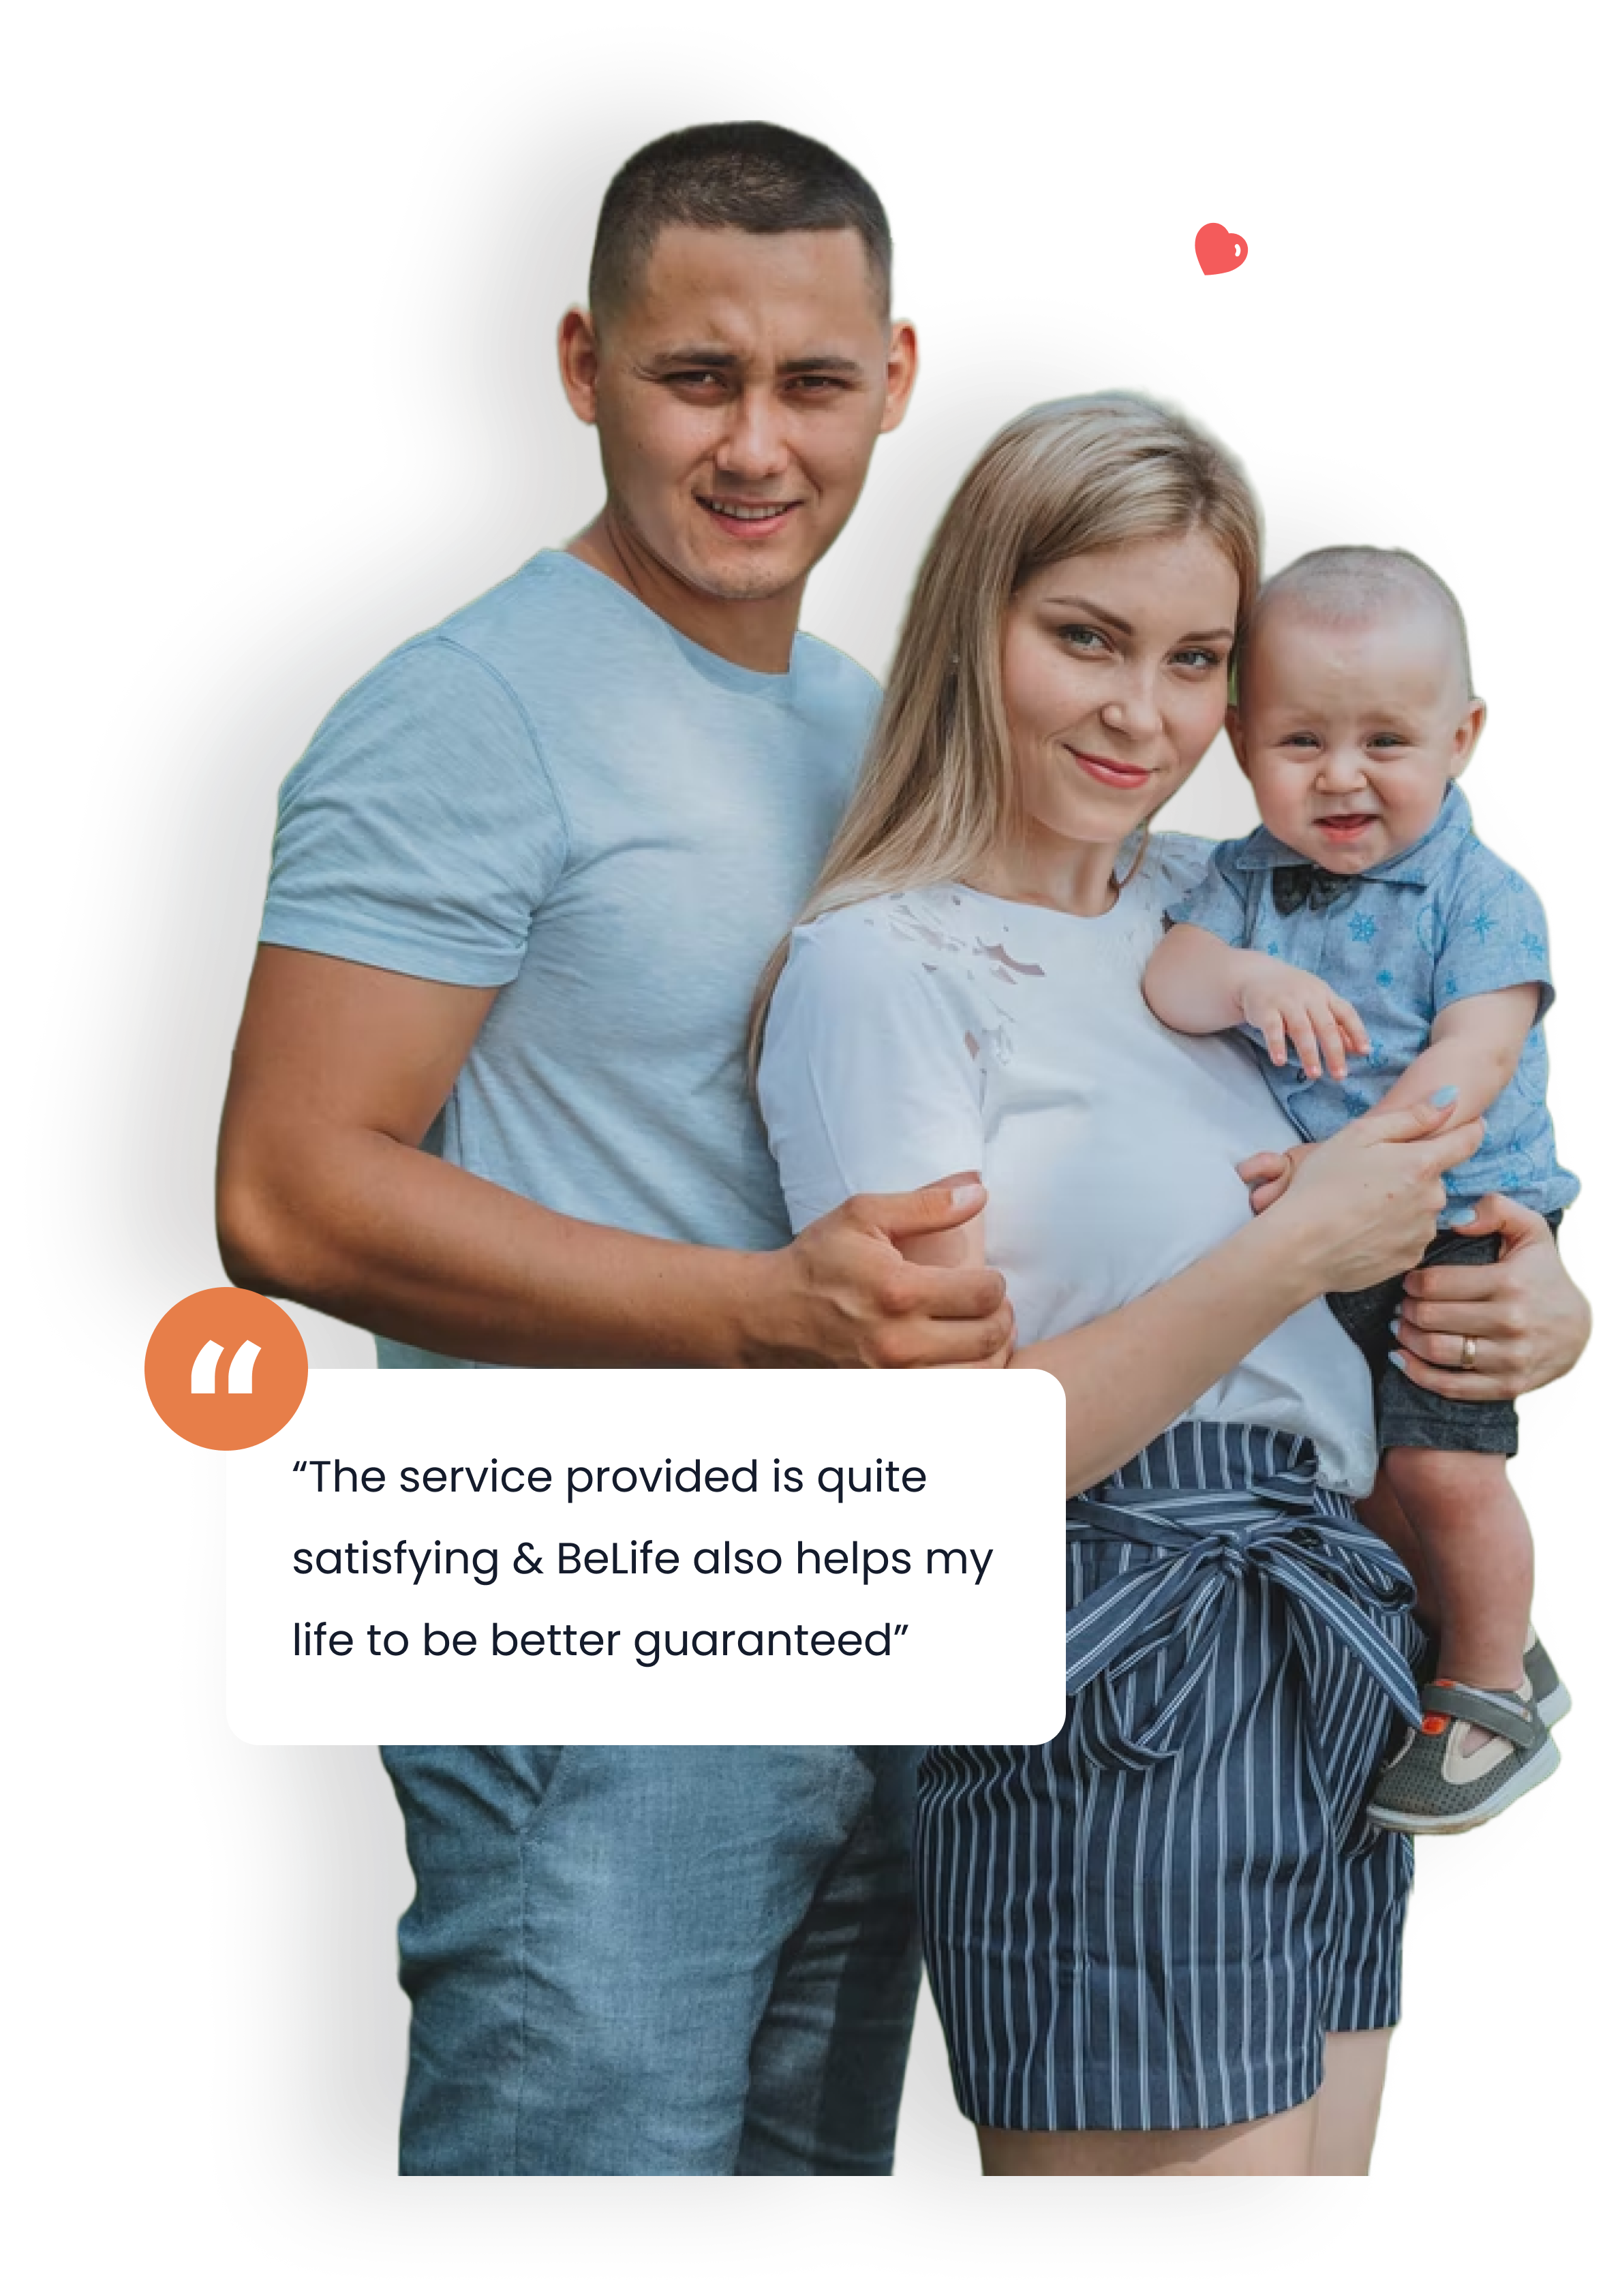 “The service provided is quite
satisfying & BeLife also helps my
life to be better guaranteed”